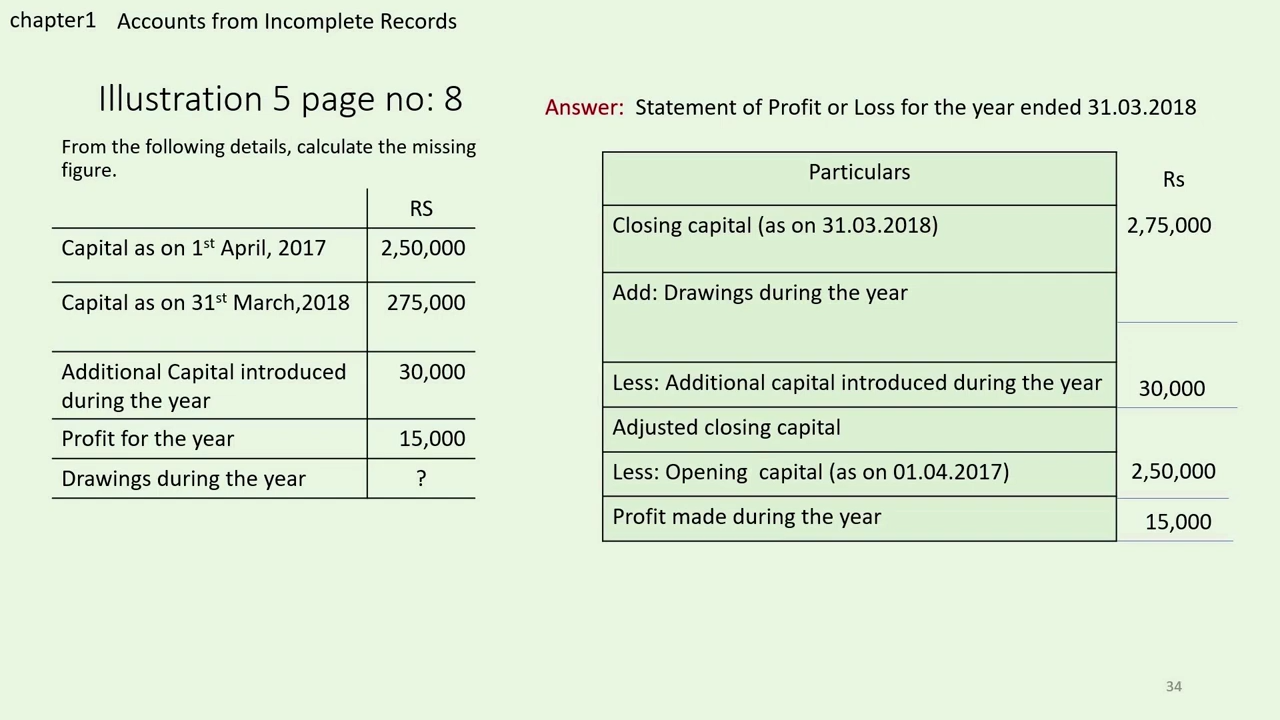 chapter1 Accounts from Incomplete Records
Illustration 5 page no: 8
From the following details, calculate the missing
figure.
RS
Capital as on 1st April, 2017 2,50,000
Capital as on 31st March,2018 275,000
Additional Capital introduced 30,000
during the year
Profit for the year 15,000
Drawings during the year ?
Answer: Statement of Profit or Loss for the year ended 31.03.2018
Particulars Rs
Closing capital (as on 31.03.2018) 2,75,000
Add: Drawings during the year
Less: Additional capital introduced during the year 30,000
Adjusted closing capital
Less: Opening capital (as on 01.04.2017) 2,50,000
Profit made during the year 15,000
34